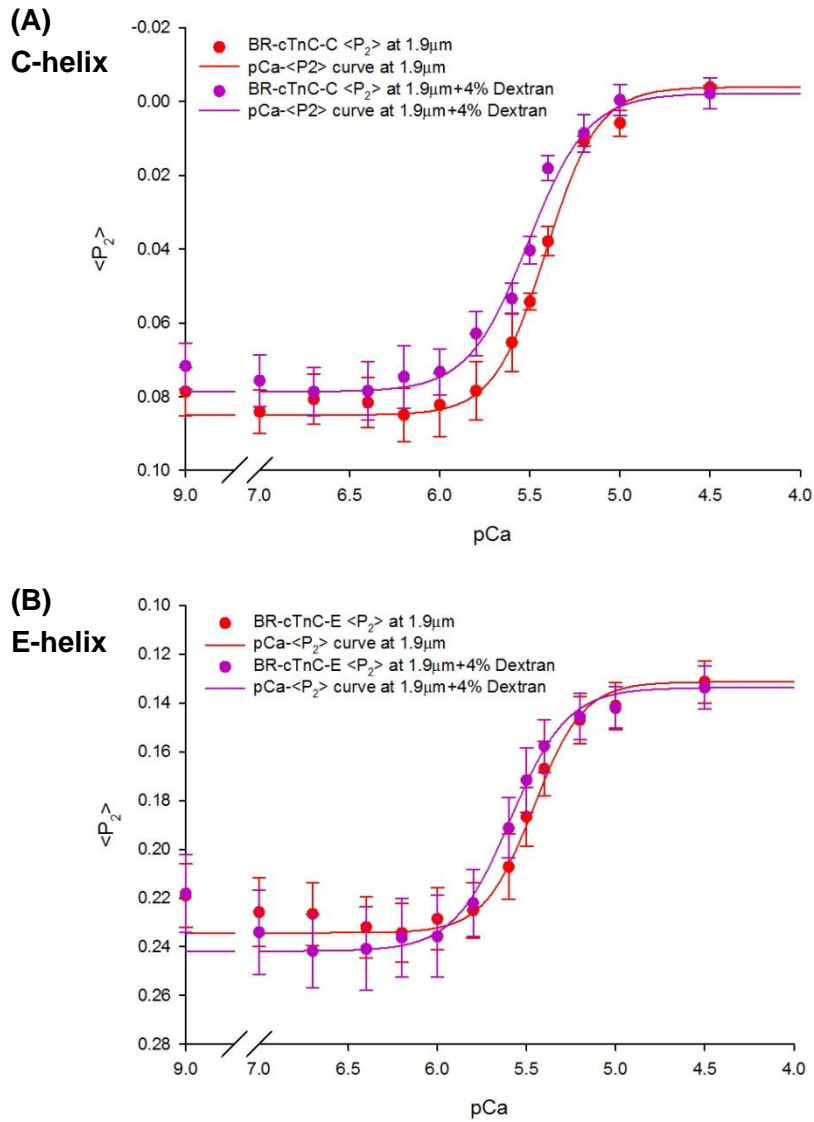 (A)
C-helix
BR-cTnC-C <P₂> at 1.9μm
pCa-<P2> curve at 1.9μm
BR-cTnC-C <P₂> at 1.9μm+4% Dextran
pCa-<P2> curve at 1.9μm+4% Dextran
-0.02
0.00
0.02
0.04
0.06
0.08
0.10
<P₂>
9.0 7.0 6.5 6.0 5.5 5.0 4.5 4.0
pCa
(B)
E-helix
BR-cTnC-E <P₂> at 1.9μm
pCa-<P₂> curve at 1.9μm
BR-cTnC-E <P₂> at 1.9μm+4% Dextran
pCa-<P₂> curve at 1.9μm+4% Dextran
0.10
0.12
0.14
0.16
0.18
0.20
0.22
0.24
0.26
0.28
<P₂>
9.0 7.0 6.5 6.0 5.5 5.0 4.5 4.0
pCa